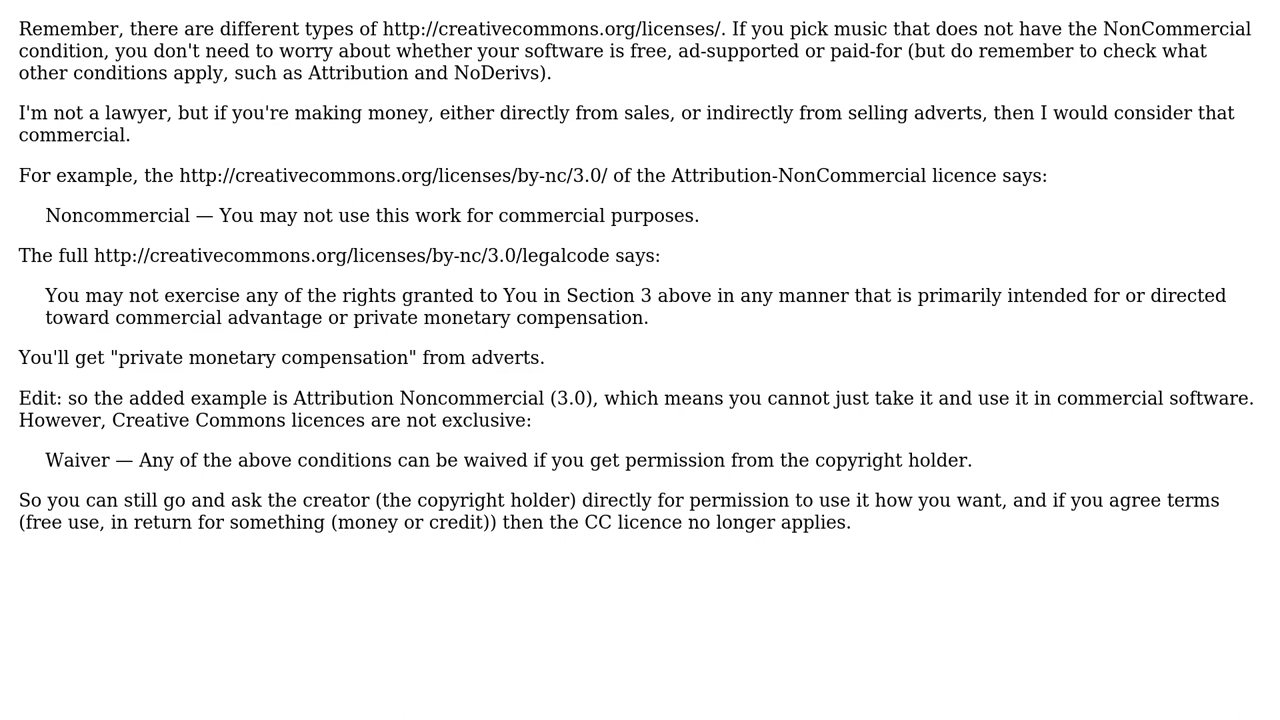 Remember, there are different types of http://creativecommons.org/licenses/. If you pick music that does not have the NonCommercial
condition, you don't need to worry about whether your software is free, ad-supported or paid-for (but do remember to check what
other conditions apply, such as Attribution and NoDerivs).
I'm not a lawyer, but if you're making money, either directly from sales, or indirectly from selling adverts, then I would consider that
commercial.
For example, the http://creativecommons.org/licenses/by-nc/3.0/ of the Attribution-NonCommercial licence says:
Noncommercial — You may not use this work for commercial purposes.
The full http://creativecommons.org/licenses/by-nc/3.0/legalcode says:
You may not exercise any of the rights granted to You in Section 3 above in any manner that is primarily intended for or directed
toward commercial advantage or private monetary compensation.
You'll get "private monetary compensation" from adverts.
Edit: so the added example is Attribution Noncommercial (3.0), which means you cannot just take it and use it in commercial software.
However, Creative Commons licences are not exclusive:
Waiver — Any of the above conditions can be waived if you get permission from the copyright holder.
So you can still go and ask the creator (the copyright holder) directly for permission to use it how you want, and if you agree terms
(free use, in return for something (money or credit)) then the CC licence no longer applies.